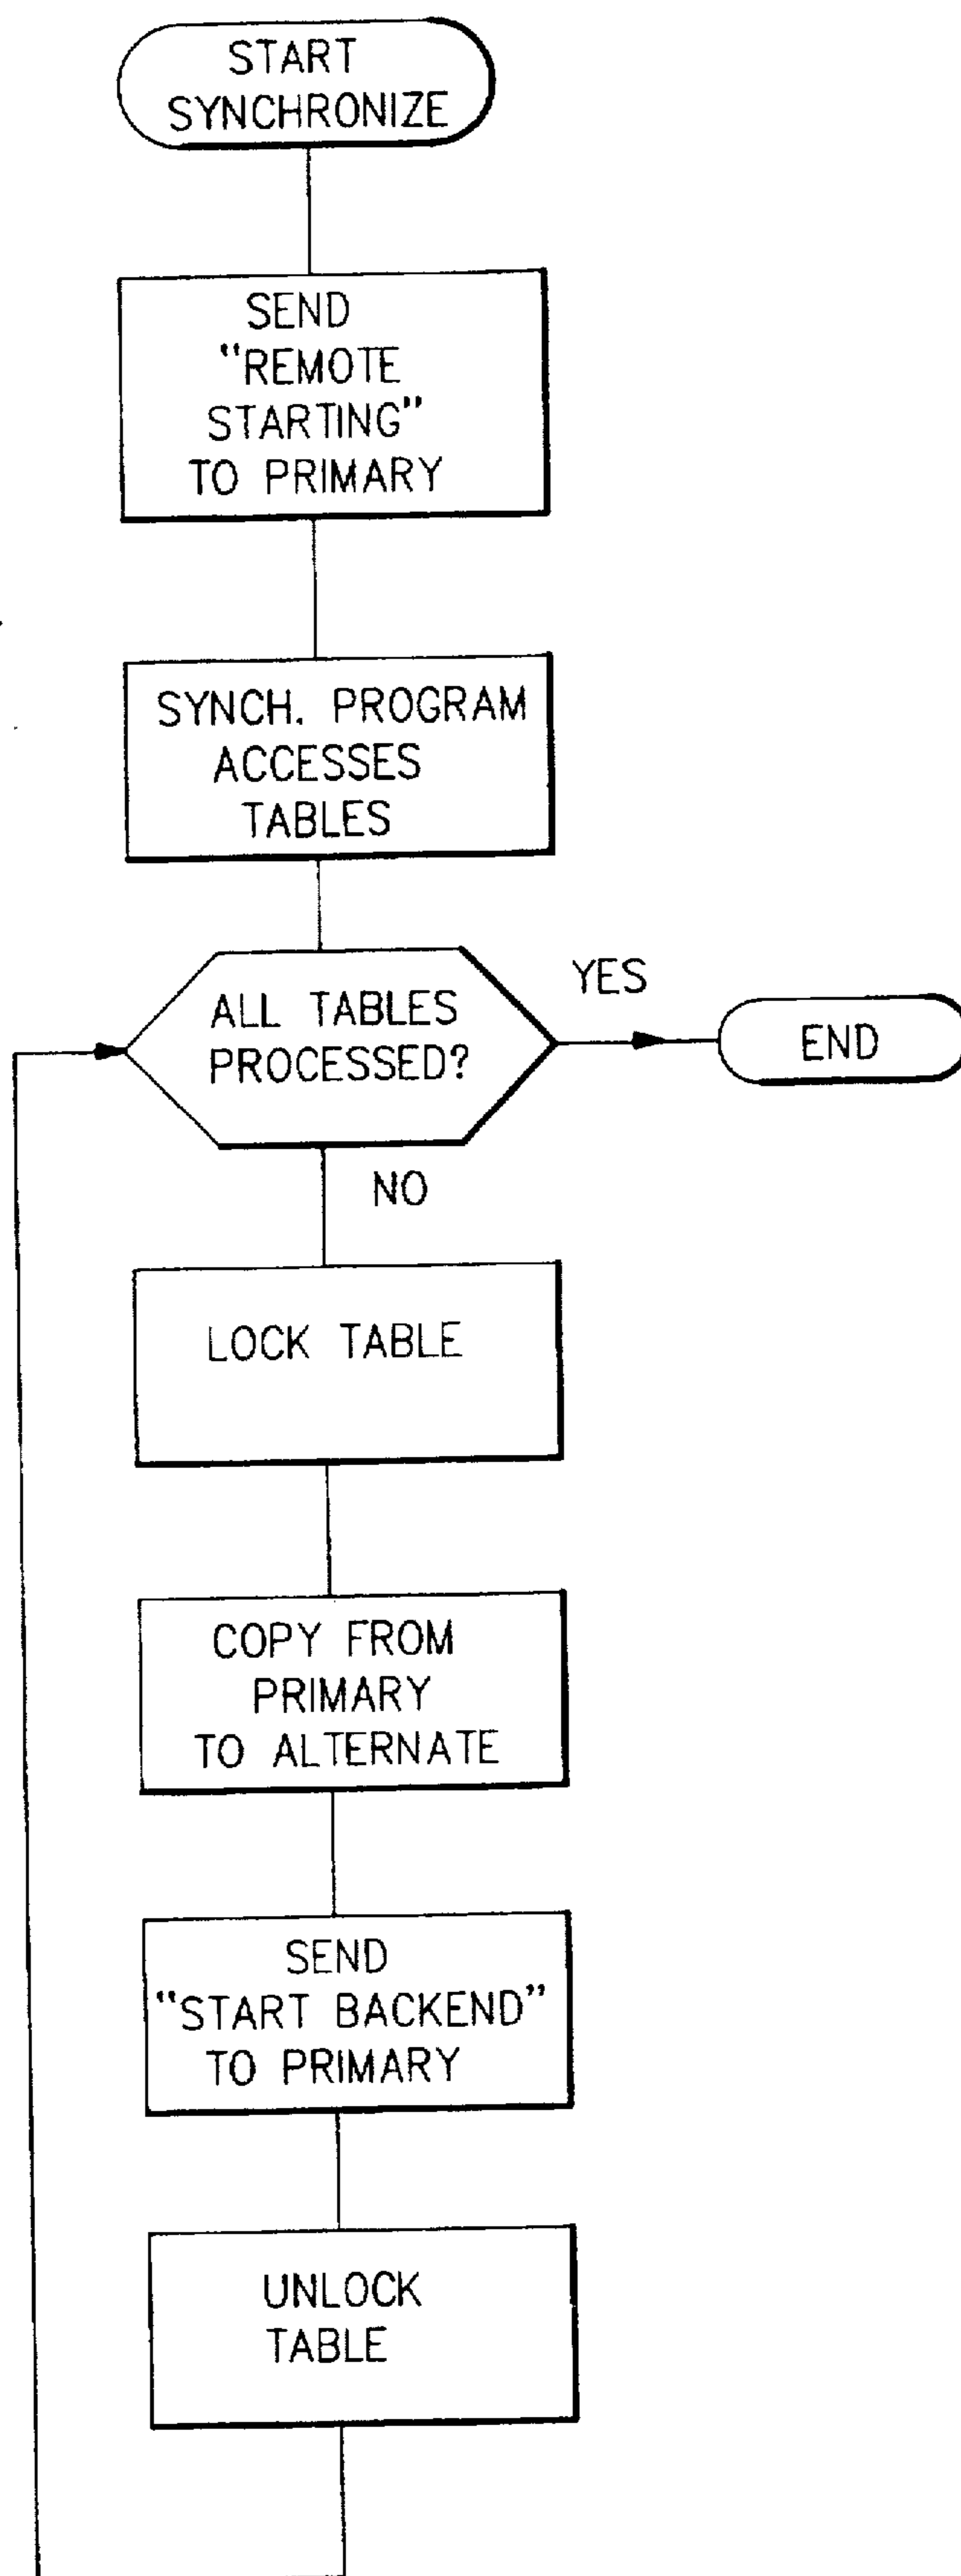 START
SYNCHRONIZE
SEND
"REMOTE
STARTING"
TO PRIMARY
SYNCH. PROGRAM
ACCESSES
TABLES
ALL TABLES
PROCESSED?
YES
END
NO
LOCK TABLE
COPY FROM
PRIMARY
TO ALTERNATE
SEND
"START BACKEND"
TO PRIMARY
UNLOCK
TABLE